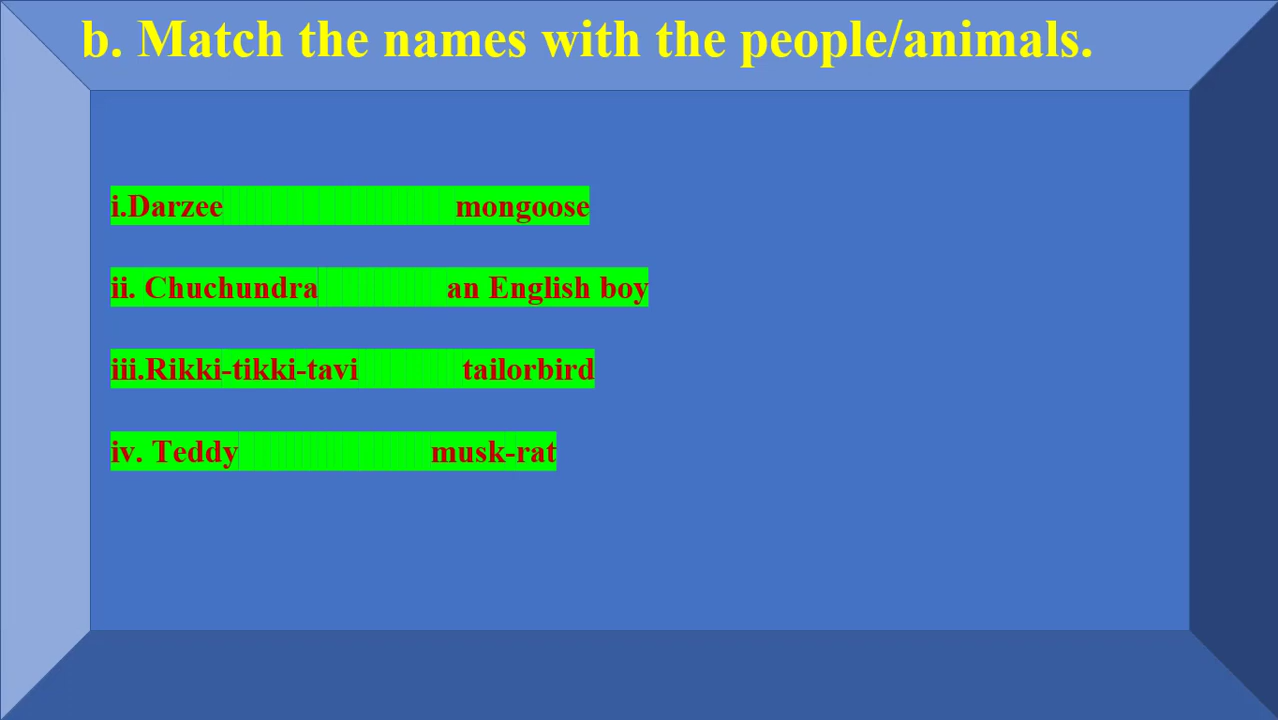 b. Match the names with the people/animals.
i.Darzee mongoose
ii. Chuchundra an English boy
iii.Rikki-tikki-tavi tailorbird
iv. Teddy musk-rat